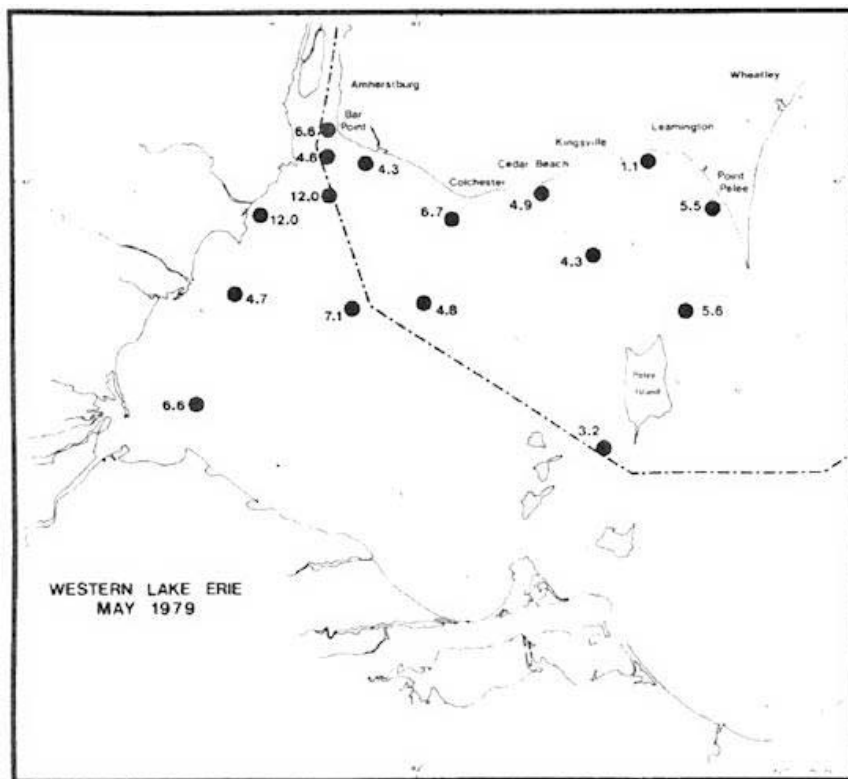 Wheatley
Amherstburg
Bar
Point
6.6
Leamington
Kingsville
4.6
4.3
Cedar Beach
1.1
Colchester
Point
Pelee
12.0
4.9
12.0
6.7
5.5
4.3
4.7
7.1
4.8
5.6
Pelee
Island
6.6
3.2
WESTERN LAKE ERIE
MAY 1979